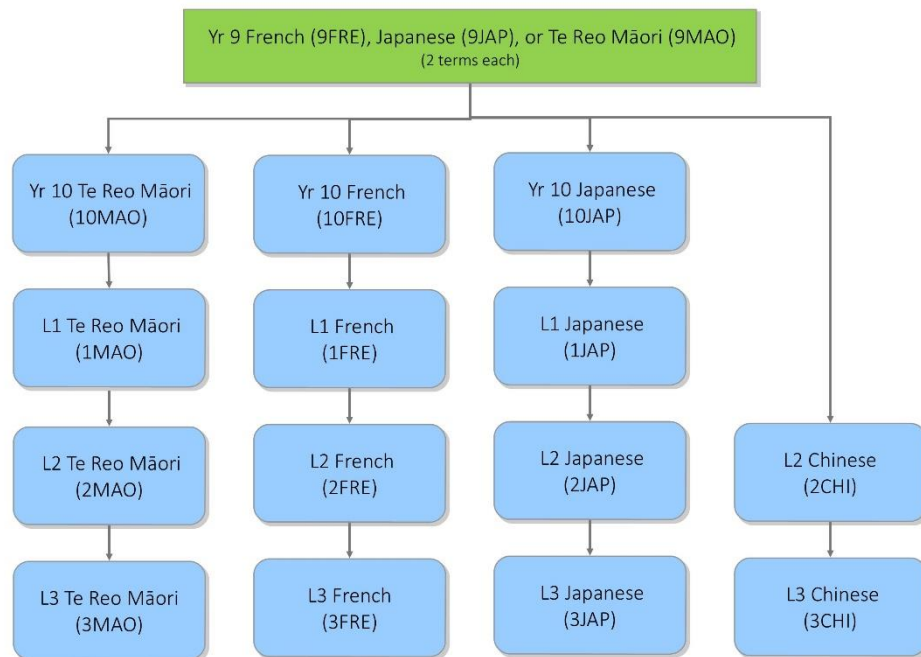 Yr 9 French (9FRE), Japanese (9JAP), or Te Reo Māori (9MAO)
(2 terms each)
Yr 10 Te Reo Māori
(10MAO)
Yr 10 French
(10FRE)
Yr 10 Japanese
(10JAP)
L1 Te Reo Māori
(1MAO)
L1 French
(1FRE)
L1 Japanese
(1JAP)
L2 Te Reo Māori
(2MAO)
L2 French
(2FRE)
L2 Japanese
(2JAP)
L2 Chinese
(2CHI)
L3 Te Reo Māori
(3MAO)
L3 French
(3FRE)
L3 Japanese
(3JAP)
L3 Chinese
(3CHI)